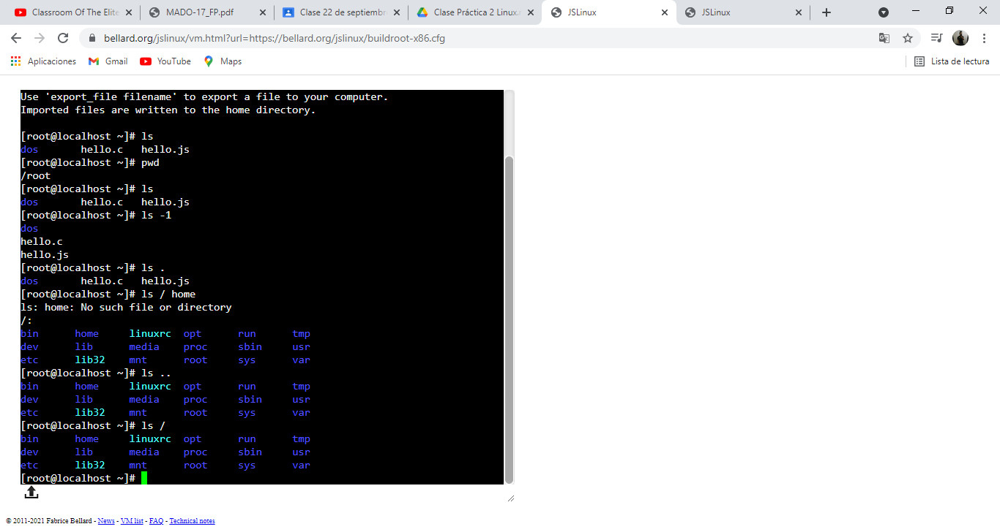 Classroom Of The Elite
MADO-17_FP.pdf
Clase 22 de septiembre
Clase Práctica 2 Linux.
JSLinux
JSLinux
bellard.org/jslinux/vm.html?url=https://bellard.org/jslinux/buildroot-x86.cfg
Aplicaciones
Gmail
YouTube
Maps
Lista de lectura
Use 'export_file filename' to export a file to your computer.
Imported files are written to the home directory.
[root@localhost ~]# ls
dos hello.c hello.js
[root@localhost ~]# pwd
/root
[root@localhost ~]# ls
dos hello.c hello.js
[root@localhost ~]# ls -1
dos
hello.c
hello.js
[root@localhost ~]# ls .
dos hello.c hello.js
[root@localhost ~]# ls / home
ls: home: No such file or directory
/:
bin home linuxrc opt run tmp
dev lib media proc sbin usr
etc lib32 mnt root sys var
[root@localhost ~]# ls ..
bin home linuxrc opt run tmp
dev lib media proc sbin usr
etc lib32 mnt root sys var
[root@localhost ~]# ls /
bin home linuxrc opt run tmp
dev lib media proc sbin usr
etc lib32 mnt root sys var
[root@localhost ~]#
© 2011-2021 Fabrice Bellard - News - VM list - FAQ - Technical notes